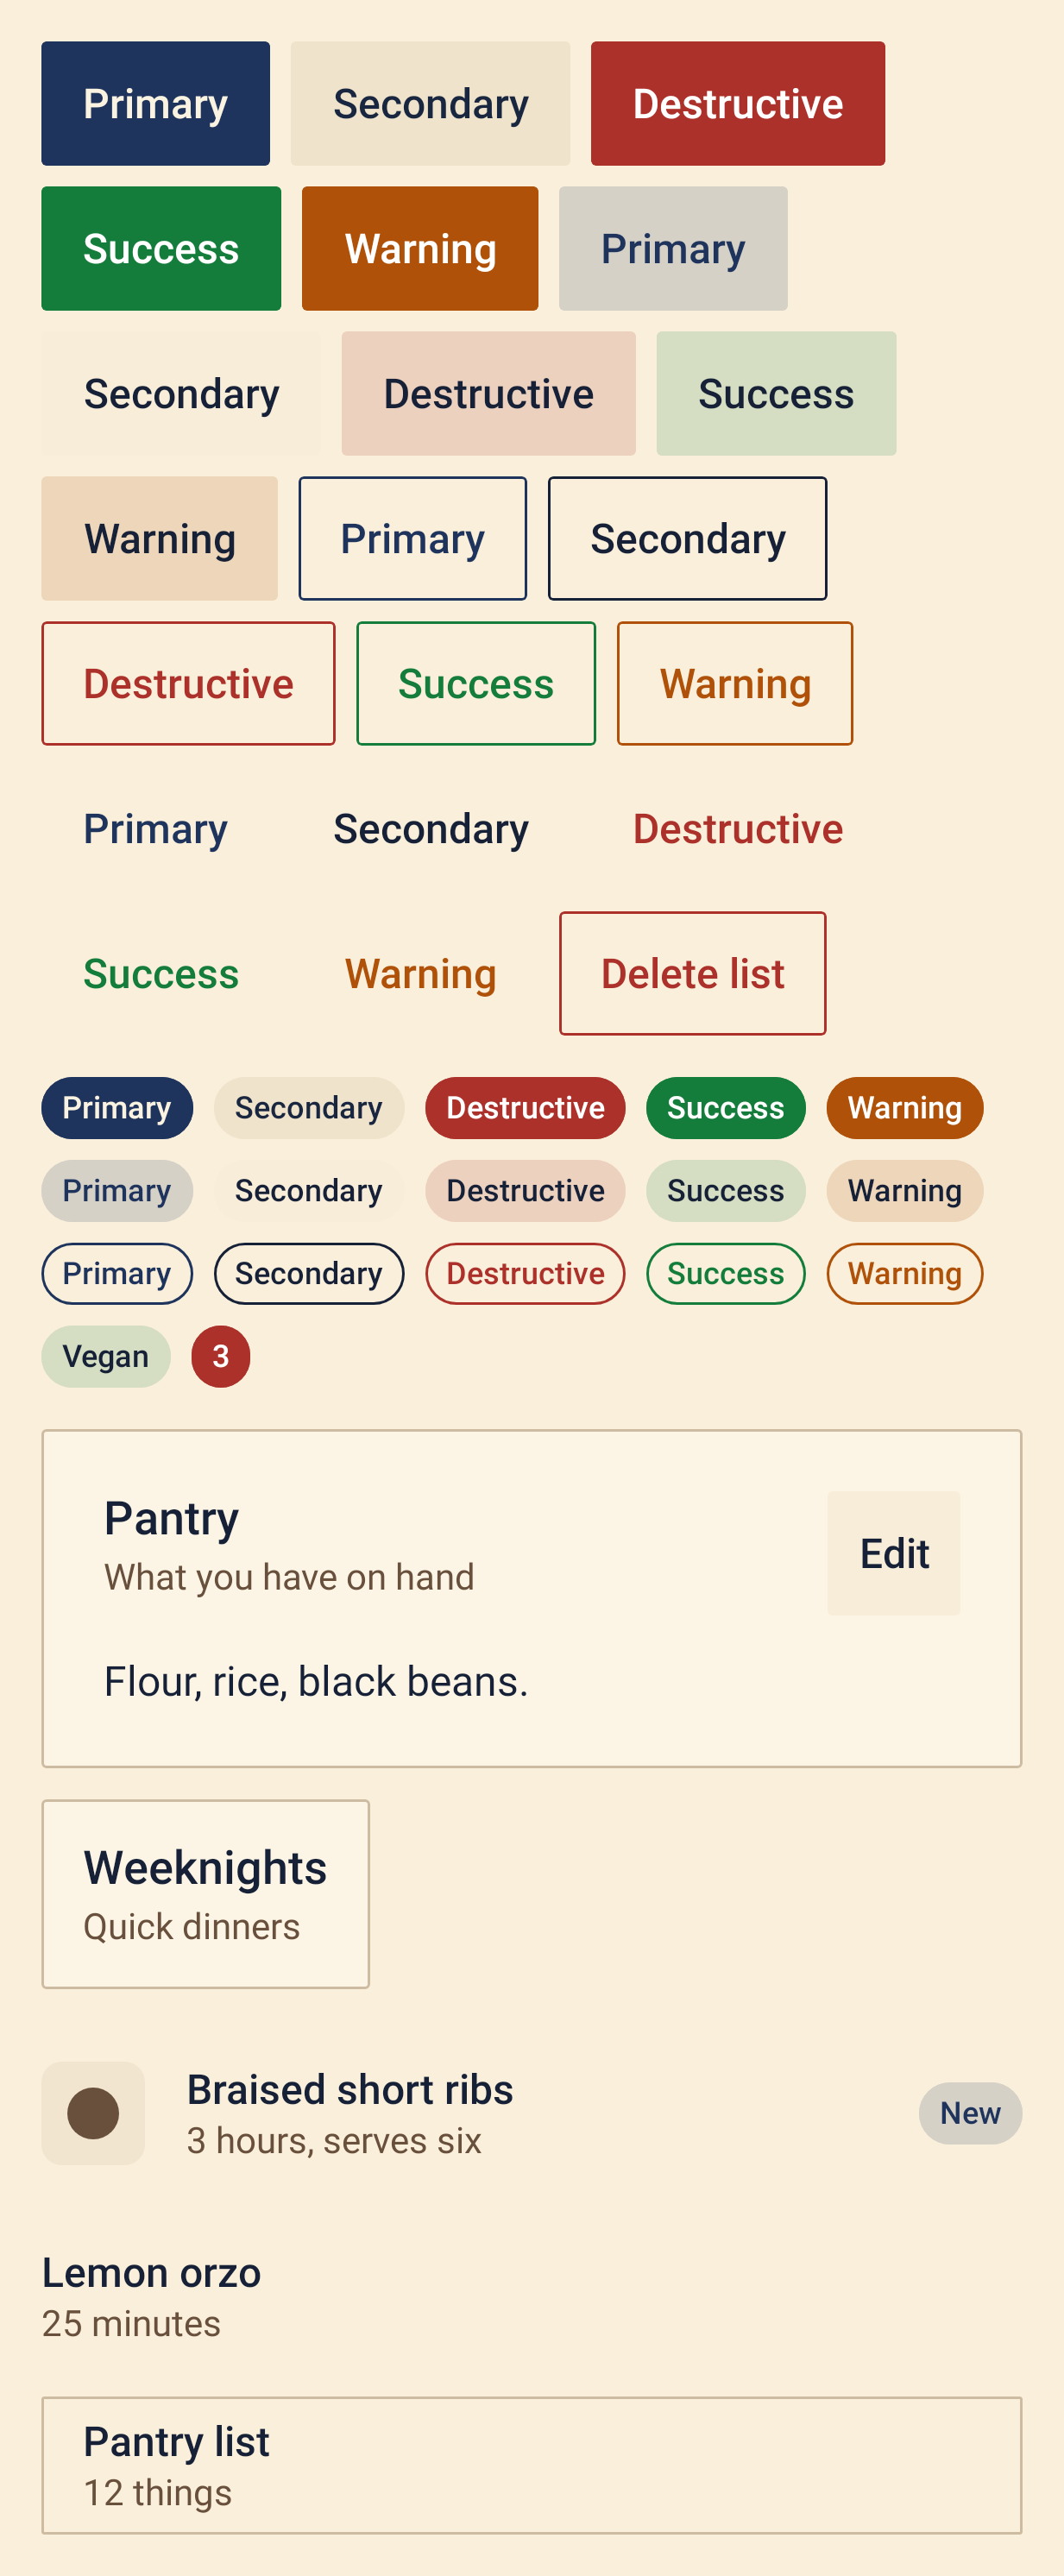 Primary Secondary Destructive
Success Warning Primary
Secondary Destructive Success
Warning Primary Secondary
Destructive Success Warning
Primary Secondary Destructive
Success Warning Delete list
Primary Secondary Destructive Success Warning
Primary Secondary Destructive Success Warning
Primary Secondary Destructive Success Warning
Vegan 3
Pantry
What you have on hand
Edit
Flour, rice, black beans.
Weeknights
Quick dinners
Braised short ribs
3 hours, serves six
New
Lemon orzo
25 minutes
Pantry list
12 things